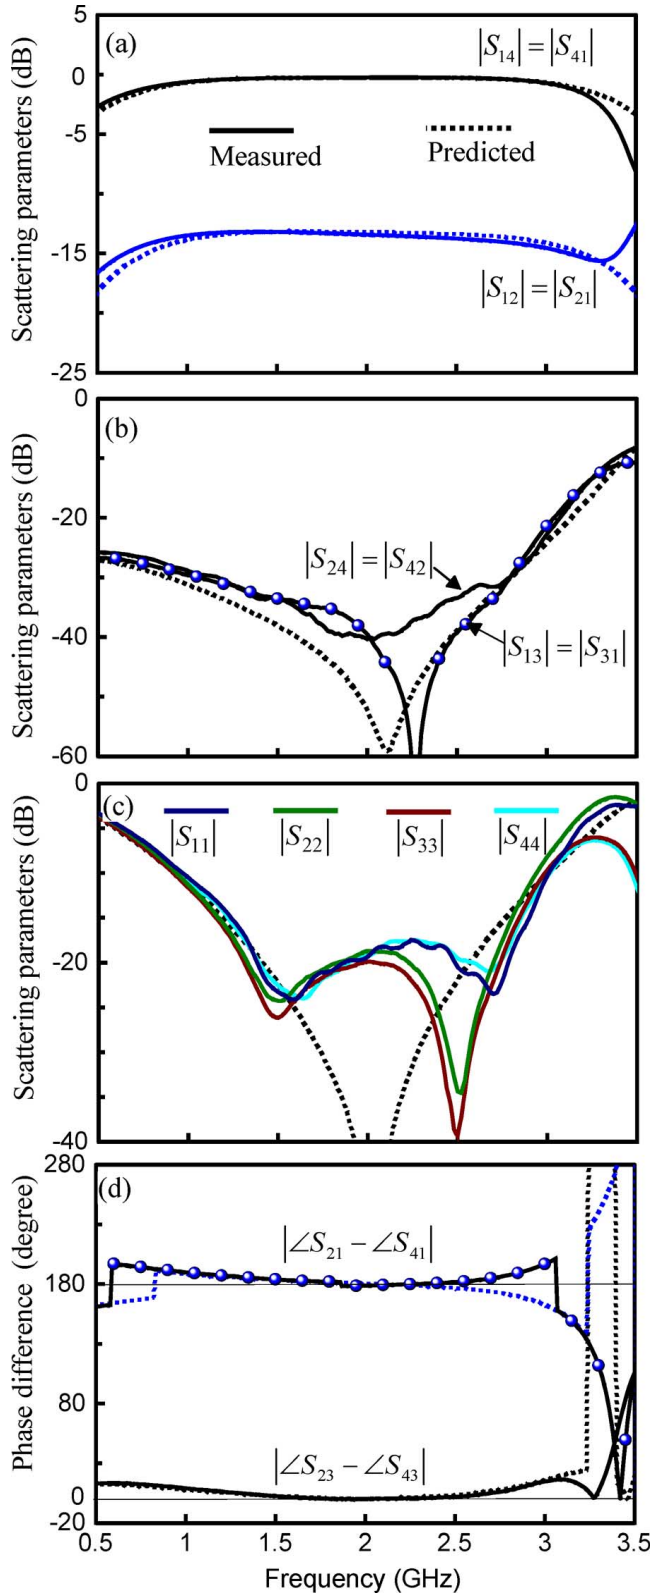 5
(a)
|S14| = |S41|
0
-5
Measured
Predicted
-15
|S12| = |S21|
-25
Scattering parameters (dB)
0
(b)
-20
|S24| = |S42|
-40
|S13| = |S31|
-60
Scattering parameters (dB)
0
(c)
|S11| |S22| |S33| |S44|
-20
-40
Scattering parameters (dB)
280
(d)
|∠S21 − ∠S41|
180
80
|∠S23 − ∠S43|
0
-20
Phase difference (degree)
0.5 1 1.5 2 2.5 3 3.5
Frequency (GHz)